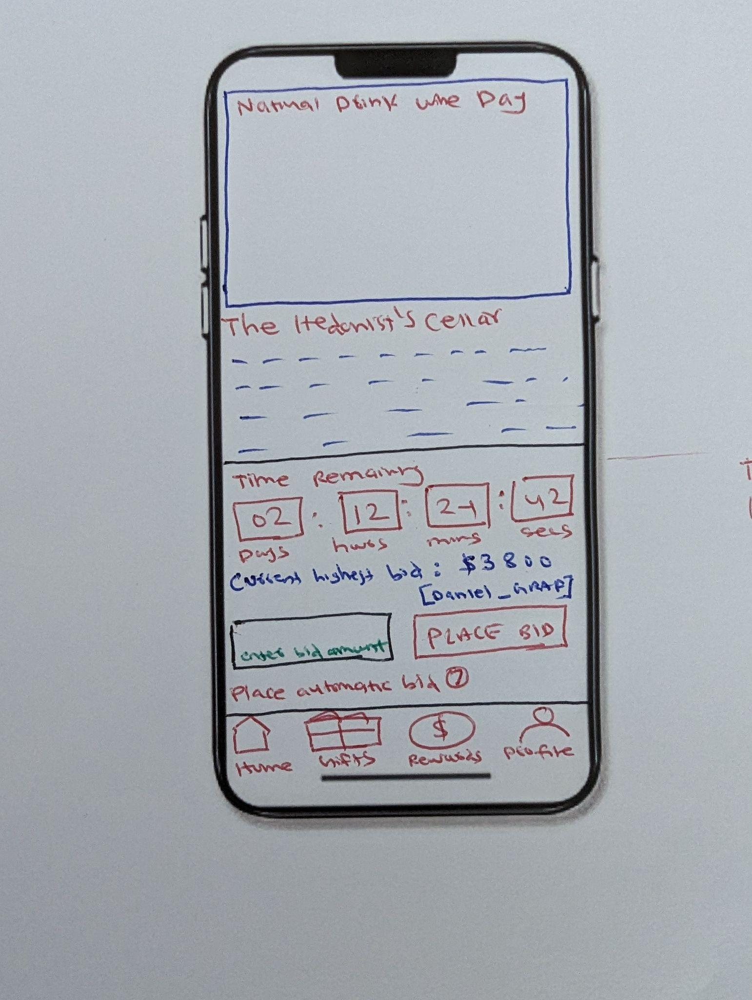 Natural Drink wine Day
The Hedonist's Cellar
Time Remaining
02 : 12 : 24 : 42
Days hours mins secs
Current highest bid : $3800
[Daniel_GRAP]
enter bid amount PLACE BID
Place automatic bid ?
$
Home Gifts Rewards Profile